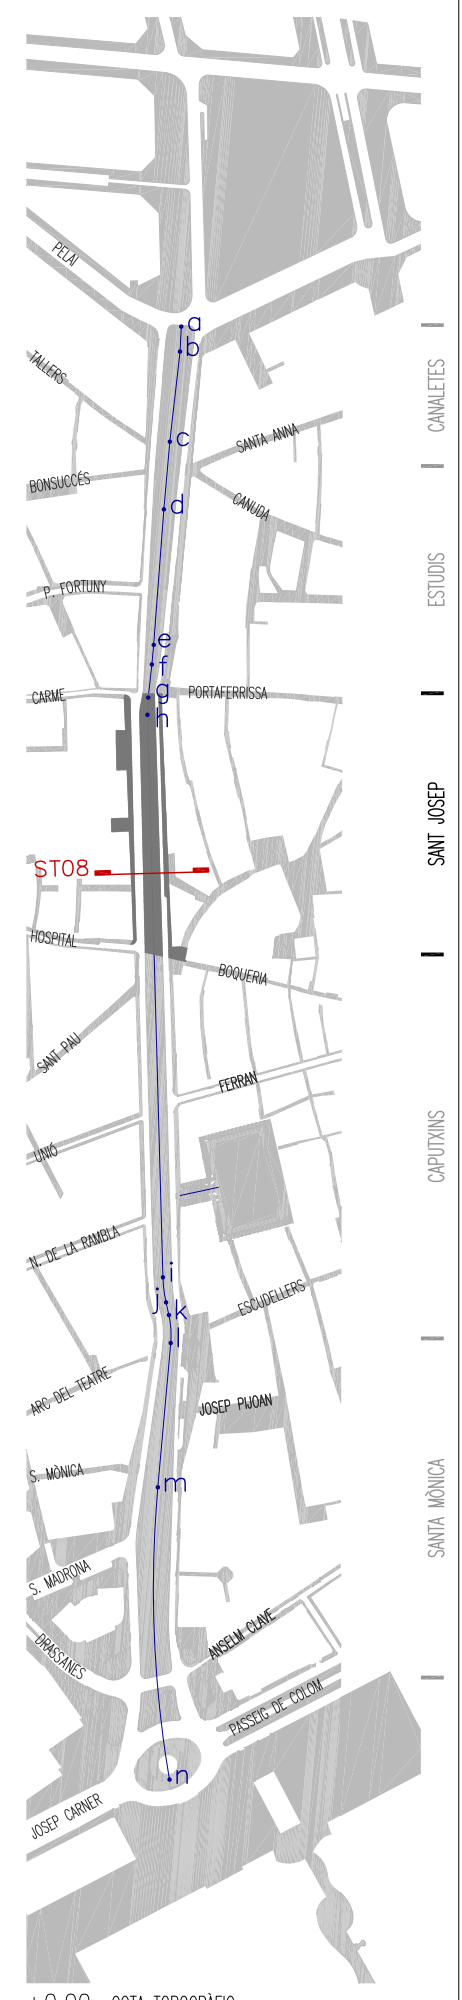 PELAI
a
b
TALLERS
CANALETES
c
SANTA ANNA
BONSUCCÉS
CANUDA
d
ESTUDIS
P. FORTUNY
e
f
CARME
g
PORTAFERRISSA
h
SANT JOSEP
ST08
HOSPITAL
BOQUERIA
SANT PAU
FERRAN
CAPUTXINS
UNIÓ
N. DE LA RAMBLA
i
ESCUDELLERS
j
k
l
ARC DEL TEATRE
JOSEP PIJOAN
S. MÒNICA
m
SANTA MÒNICA
S. MADRONA
ANSELM CLAVE
DRASSANES
PASSEIG DE COLOM
n
JOSEP CARNER